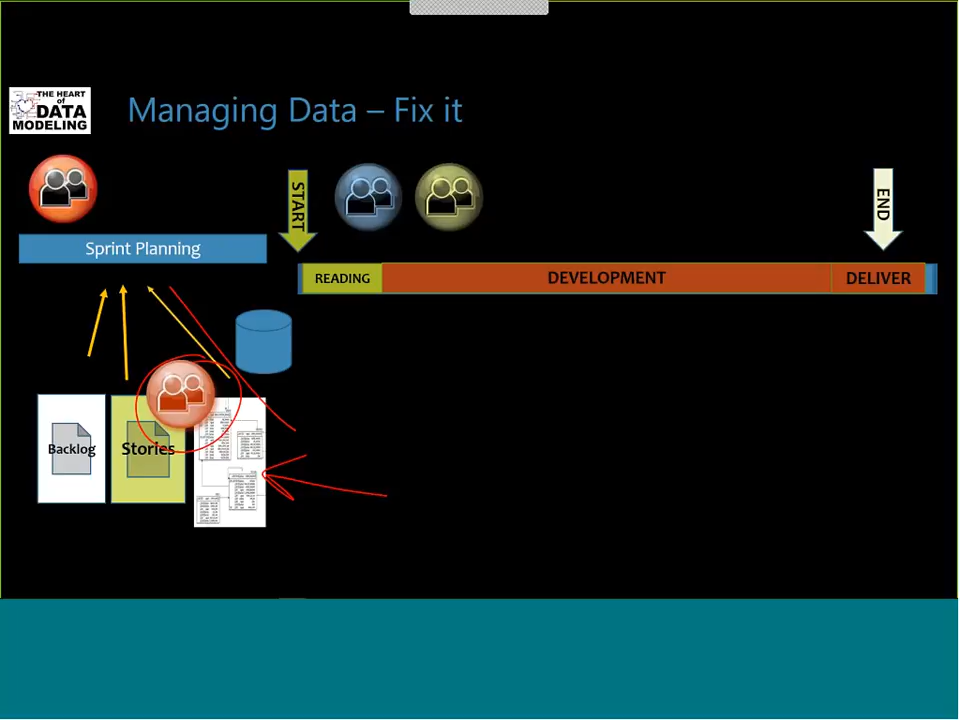 THE HEART
of
DATA
MODELING
Managing Data – Fix it
START
END
Sprint Planning
READING
DEVELOPMENT
DELIVER
Backlog
Stories